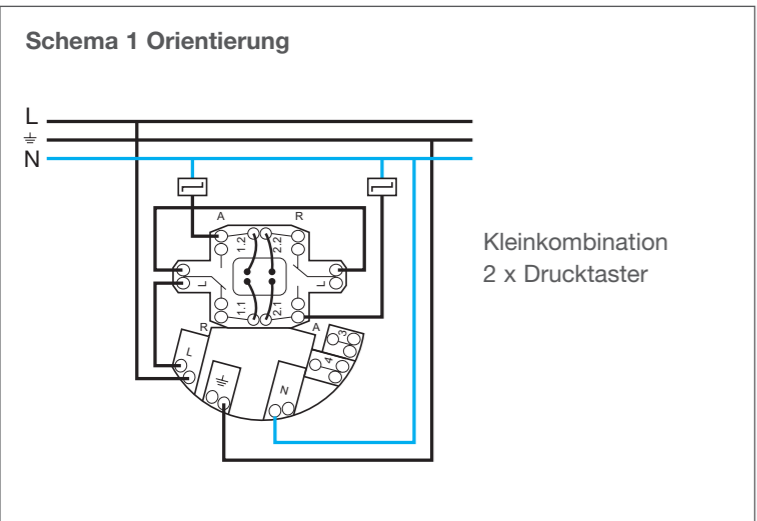 Schema 1 Orientierung
L
N
A R
1.2 2.2
L L
1.1 2.1
R A
L N 4 3
Kleinkombination
2 x Drucktaster